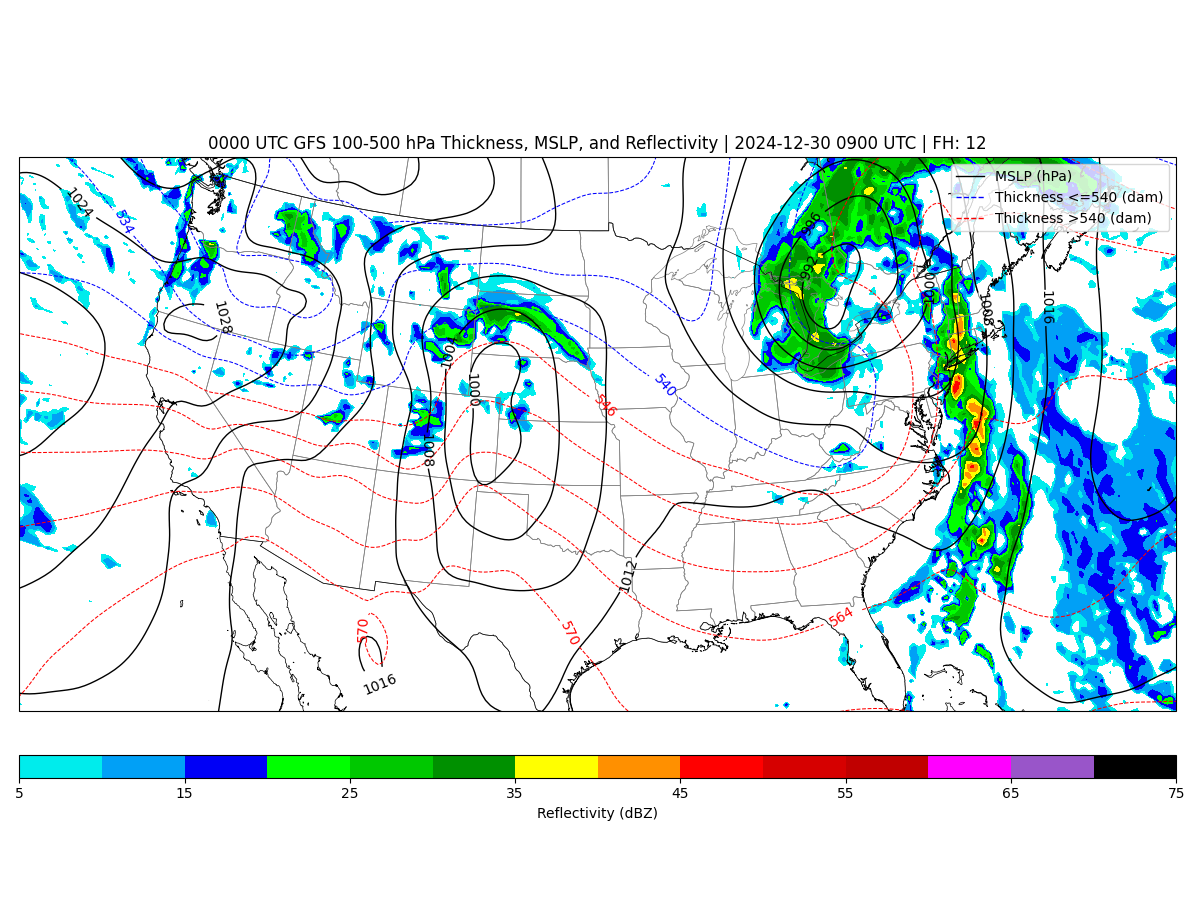 0000 UTC GFS 100-500 hPa Thickness, MSLP, and Reflectivity | 2024-12-30 0900 UTC | FH: 12
MSLP (hPa)
Thickness <=540 (dam)
Thickness >540 (dam)
1024
534
996
992
1008
1016
1028
1000
540
546
1008
1012
564
570
570
1016
5 15 25 35 45 55 65 75
Reflectivity (dBZ)